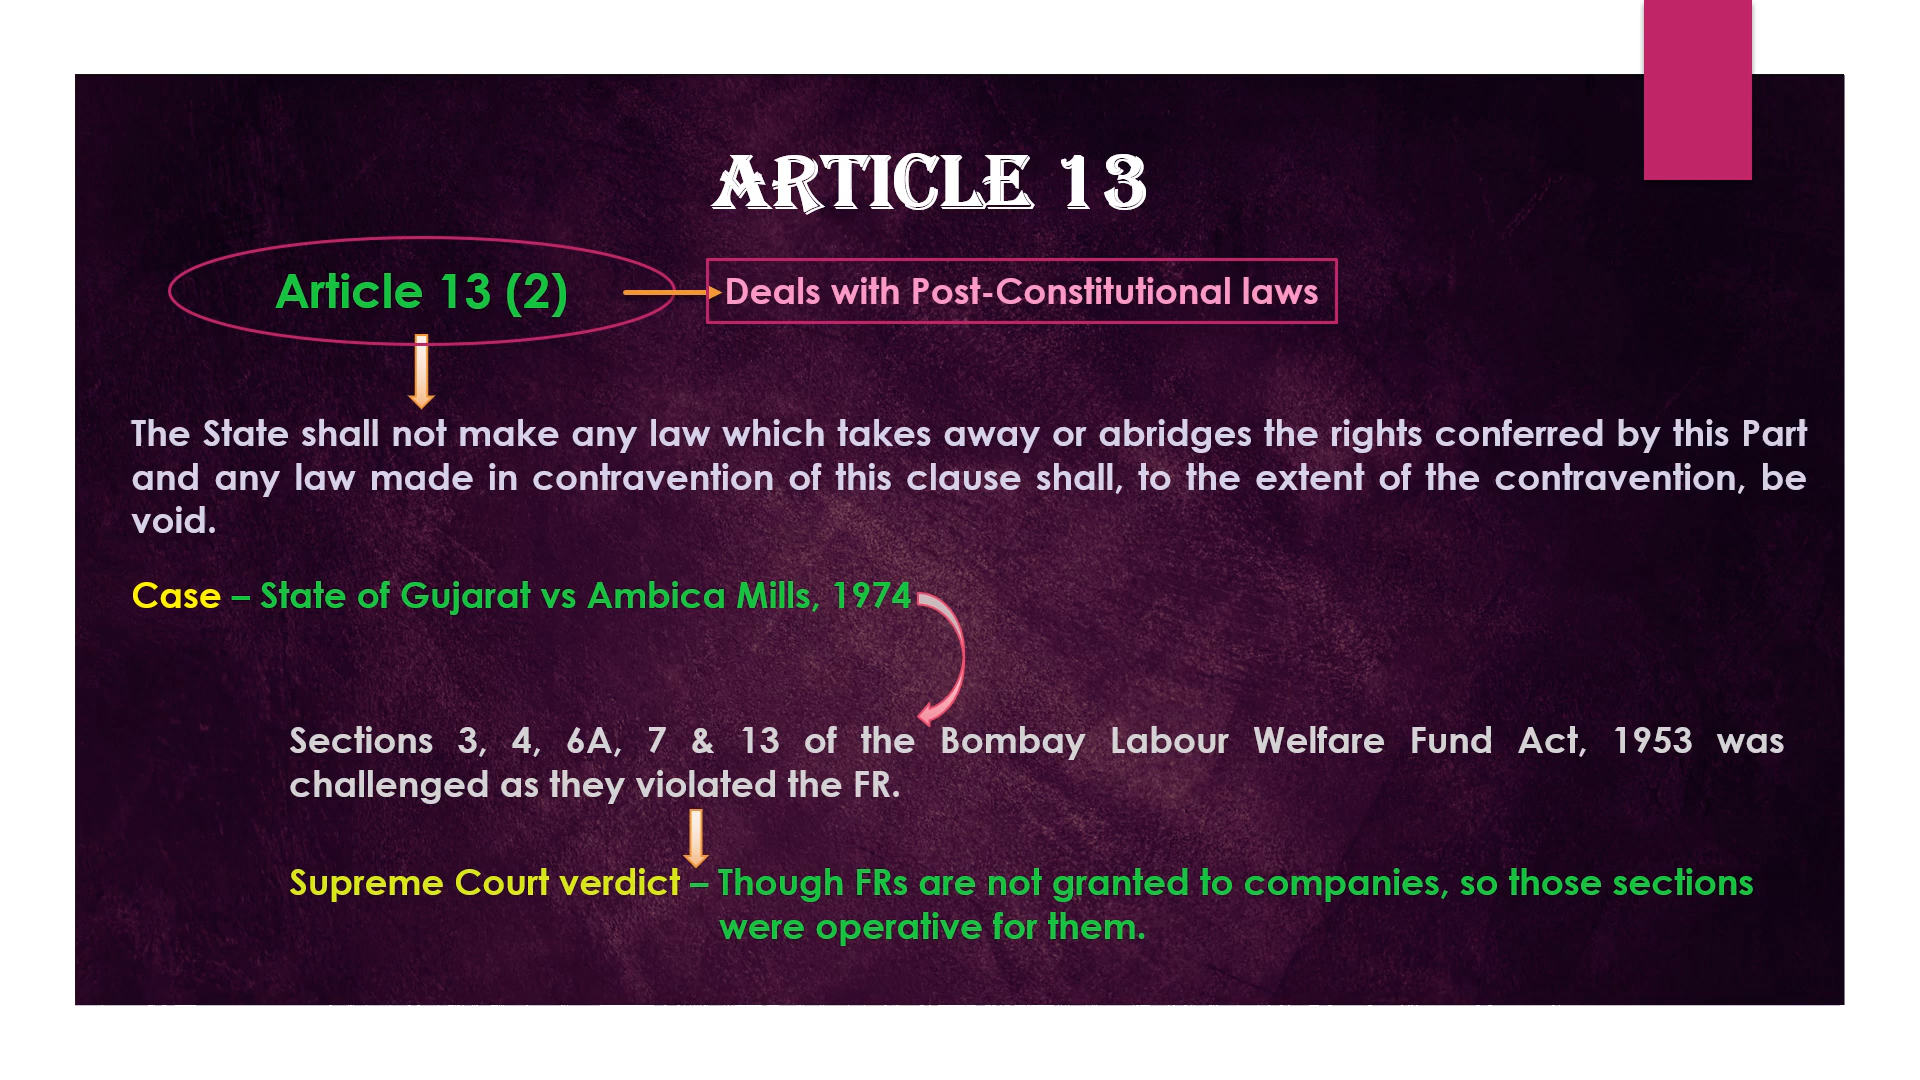 ARTICLE 13
Article 13 (2)
Deals with Post-Constitutional laws
The State shall not make any law which takes away or abridges the rights conferred by this Part
and any law made in contravention of this clause shall, to the extent of the contravention, be
void.
Case – State of Gujarat vs Ambica Mills, 1974
Sections 3, 4, 6A, 7 & 13 of the Bombay Labour Welfare Fund Act, 1953 was
challenged as they violated the FR.
Supreme Court verdict – Though FRs are not granted to companies, so those sections
were operative for them.